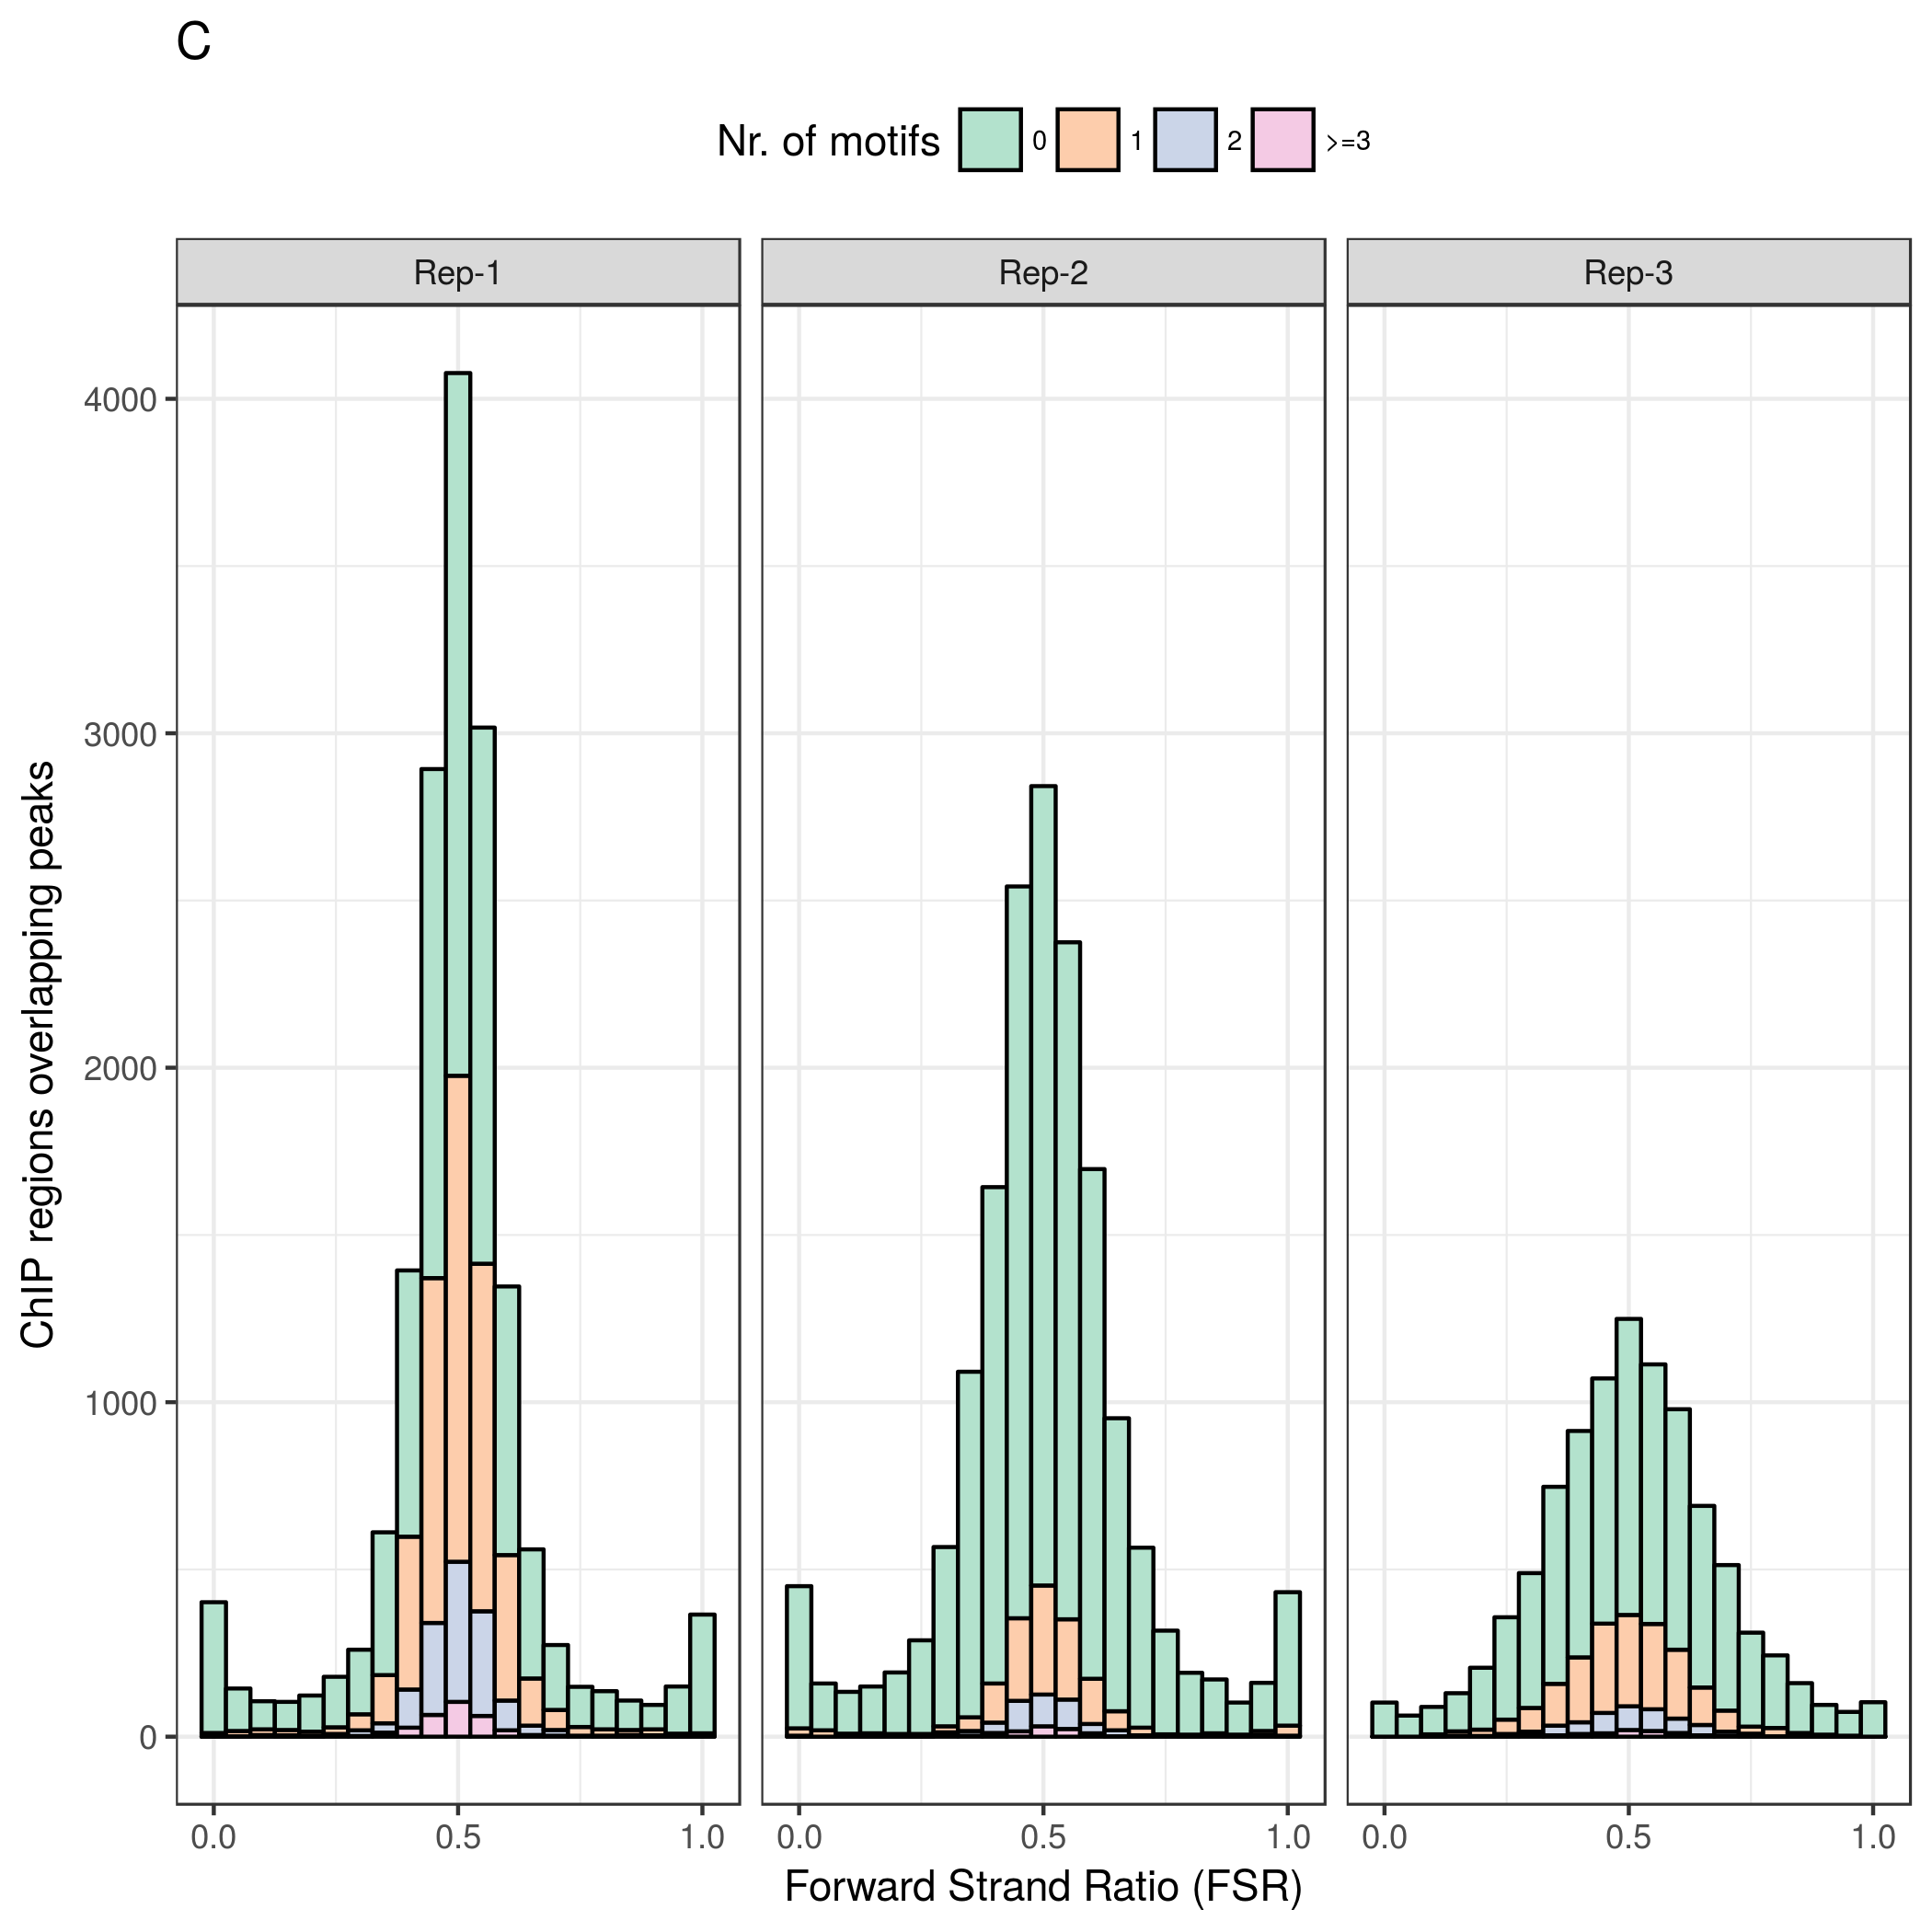 C
Nr. of motifs 0 1 2 >=3
Rep-1 Rep-2 Rep-3
ChIP regions overlapping peaks
4000
3000
2000
1000
0
0.0 0.5 1.0 0.0 0.5 1.0 0.0 0.5 1.0
Forward Strand Ratio (FSR)